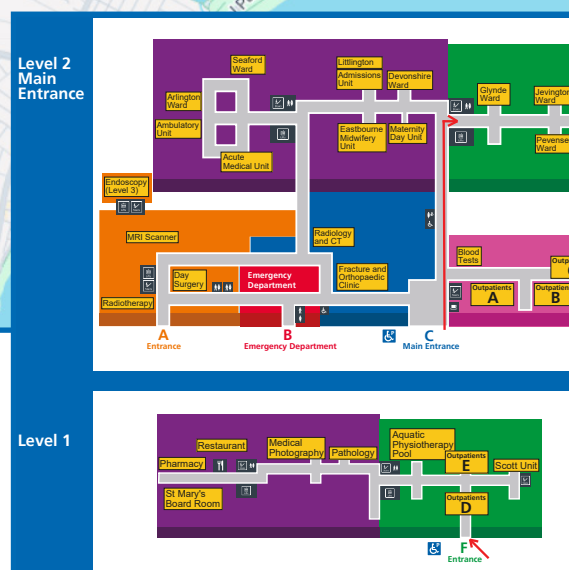 Level 2
Main
Entrance
Seaford
Ward
Littlington
Admissions
Unit
Devonshire
Ward
Glynde
Ward
Jevington
Ward
Arlington
Ward
Ambulatory
Unit
Acute
Medical Unit
Eastbourne
Midwifery
Unit
Maternity
Day Unit
Pevense
Ward
Endoscopy
(Level 3)
MRI Scanner
Radiology
and CT
Blood
Tests
Day
Surgery
Emergency
Department
Fracture and
Orthopaedic
Clinic
Outpatients
A
Outpatients
B
Outpatients
Radiotherapy
A
Entrance
B
Emergency Department
C
Main Entrance
Level 1
Restaurant
Medical
Photography
Pathology
Aquatic
Physiotherapy
Pool
Outpatients
E
Scott Unit
Pharmacy
St Mary's
Board Room
Outpatients
D
F
Entrance